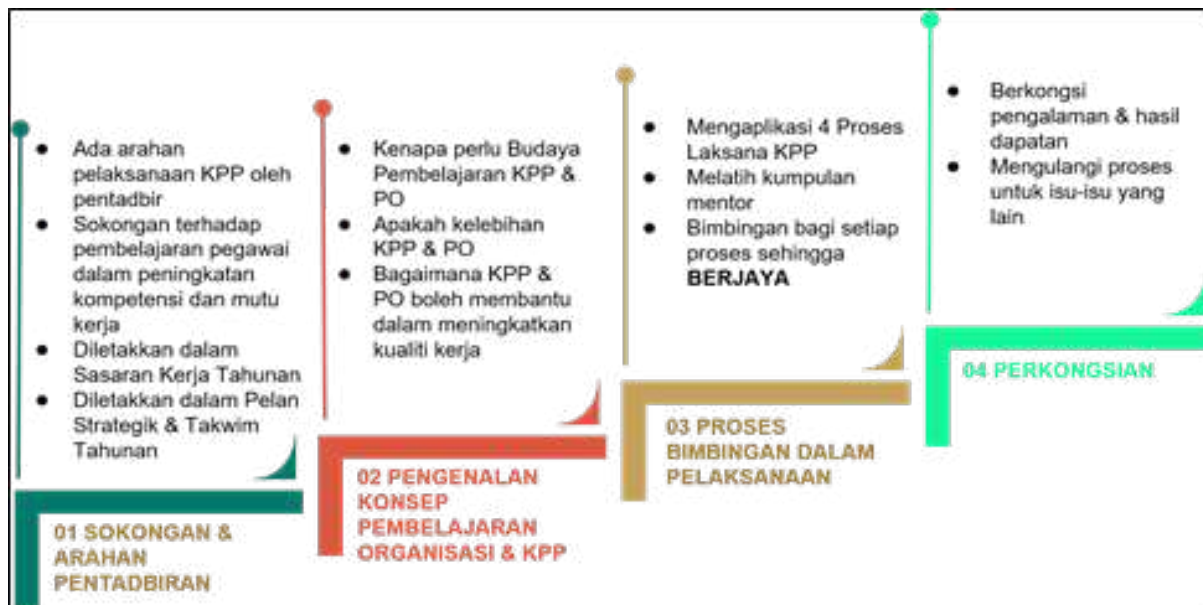 ● Ada arahan
pelaksanaan KPP oleh
pentadbir
● Sokongan terhadap
pembelajaran pegawai
dalam peningkatan
kompetensi dan mutu
kerja
● Diletakkan dalam
Sasaran Kerja Tahunan
● Diletakkan dalam Pelan
Strategik & Takwim
Tahunan
01 SOKONGAN &
ARAHAN
PENTADBIRAN
● Kenapa perlu Budaya
Pembelajaran KPP &
PO
● Apakah kelebihan
KPP & PO
● Bagaimana KPP &
PO boleh membantu
dalam meningkatkan
kualiti kerja
02 PENGENALAN
KONSEP
PEMBELAJARAN
ORGANISASI & KPP
● Mengaplikasi 4 Proses
Laksana KPP
● Melatih kumpulan
mentor
● Bimbingan bagi setiap
proses sehingga
BERJAYA
03 PROSES
BIMBINGAN DALAM
PELAKSANAAN
● Berkongsi
pengalaman & hasil
dapatan
● Mengulangi proses
untuk isu-isu yang
lain
04 PERKONGSIAN